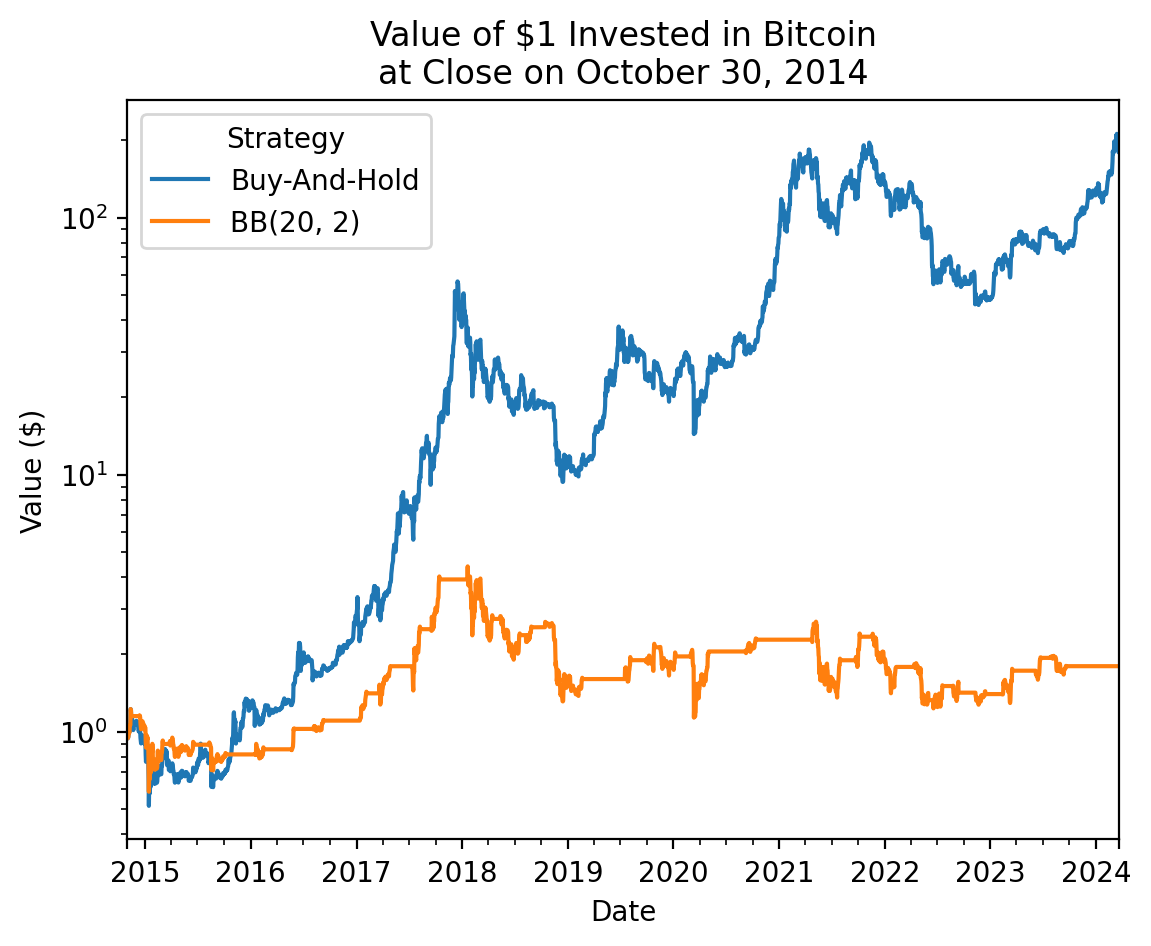 Value of $1 Invested in Bitcoin
at Close on October 30, 2014
Strategy
Buy-And-Hold
BB(20, 2)
10²
10¹
10⁰
Value ($)
2015 2016 2017 2018 2019 2020 2021 2022 2023 2024
Date